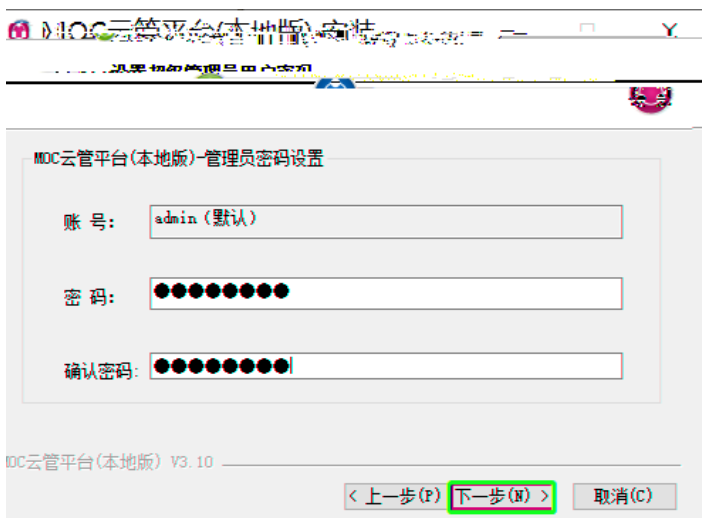 MOC云管平台(本地版)-安装
设置超级管理员用户密码
MOC云管平台(本地版)-管理员密码设置
账 号: admin (默认)
密 码: ●●●●●●●●
确认密码: ●●●●●●●●
MOC云管平台(本地版) V3.10
< 上一步(P) 下一步(N) > 取消(C)